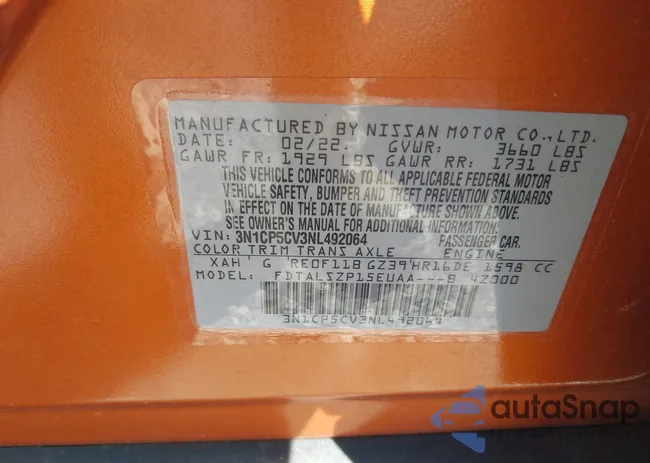 MANUFACTURED BY NISSAN MOTOR CO.,LTD.
DATE: 02/22. GVWR: 3660 LBS
GAWR FR: 1929 LBS GAWR RR: 1731 LBS
THIS VEHICLE CONFORMS TO ALL APPLICABLE FEDERAL MOTOR
VEHICLE SAFETY, BUMPER AND THEFT PREVENTION STANDARDS
IN EFFECT ON THE DATE OF MANUFACTURE SHOWN ABOVE.
SEE OWNER'S MANUAL FOR ADDITIONAL INFORMATION.
VIN: 3N1CP5CV3NL492064 PASSENGER CAR.
COLOR TRIM TRANS AXLE ENGINE
XAH G RE0F11B GZ39 HR16DE 1598 CC
MODEL: FDTALSZP15EUAA---B 4Z000
3N1CP5CV3NL492064
autaSnap